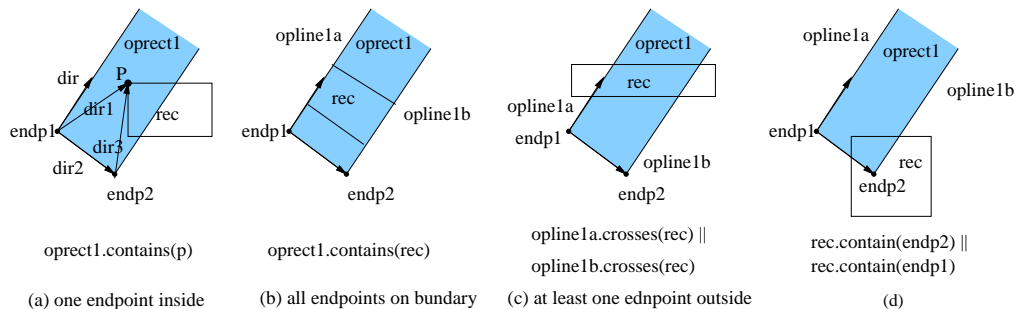 oprect1
P
dir
dir1
rec
endp1
dir3
dir2
endp2
oprect1.contains(p)
(a) one endpoint inside
opline1a
oprect1
rec
opline1b
endp1
endp2
oprect1.contains(rec)
(b) all endpoints on bundary
oprect1
rec
opline1a
endp1
opline1b
endp2
opline1a.crosses(rec) ||
opline1b.crosses(rec)
(c) at least one ednpoint outside
opline1a
oprect1
opline1b
endp1
rec
endp2
rec.contain(endp2) ||
rec.contain(endp1)
(d)